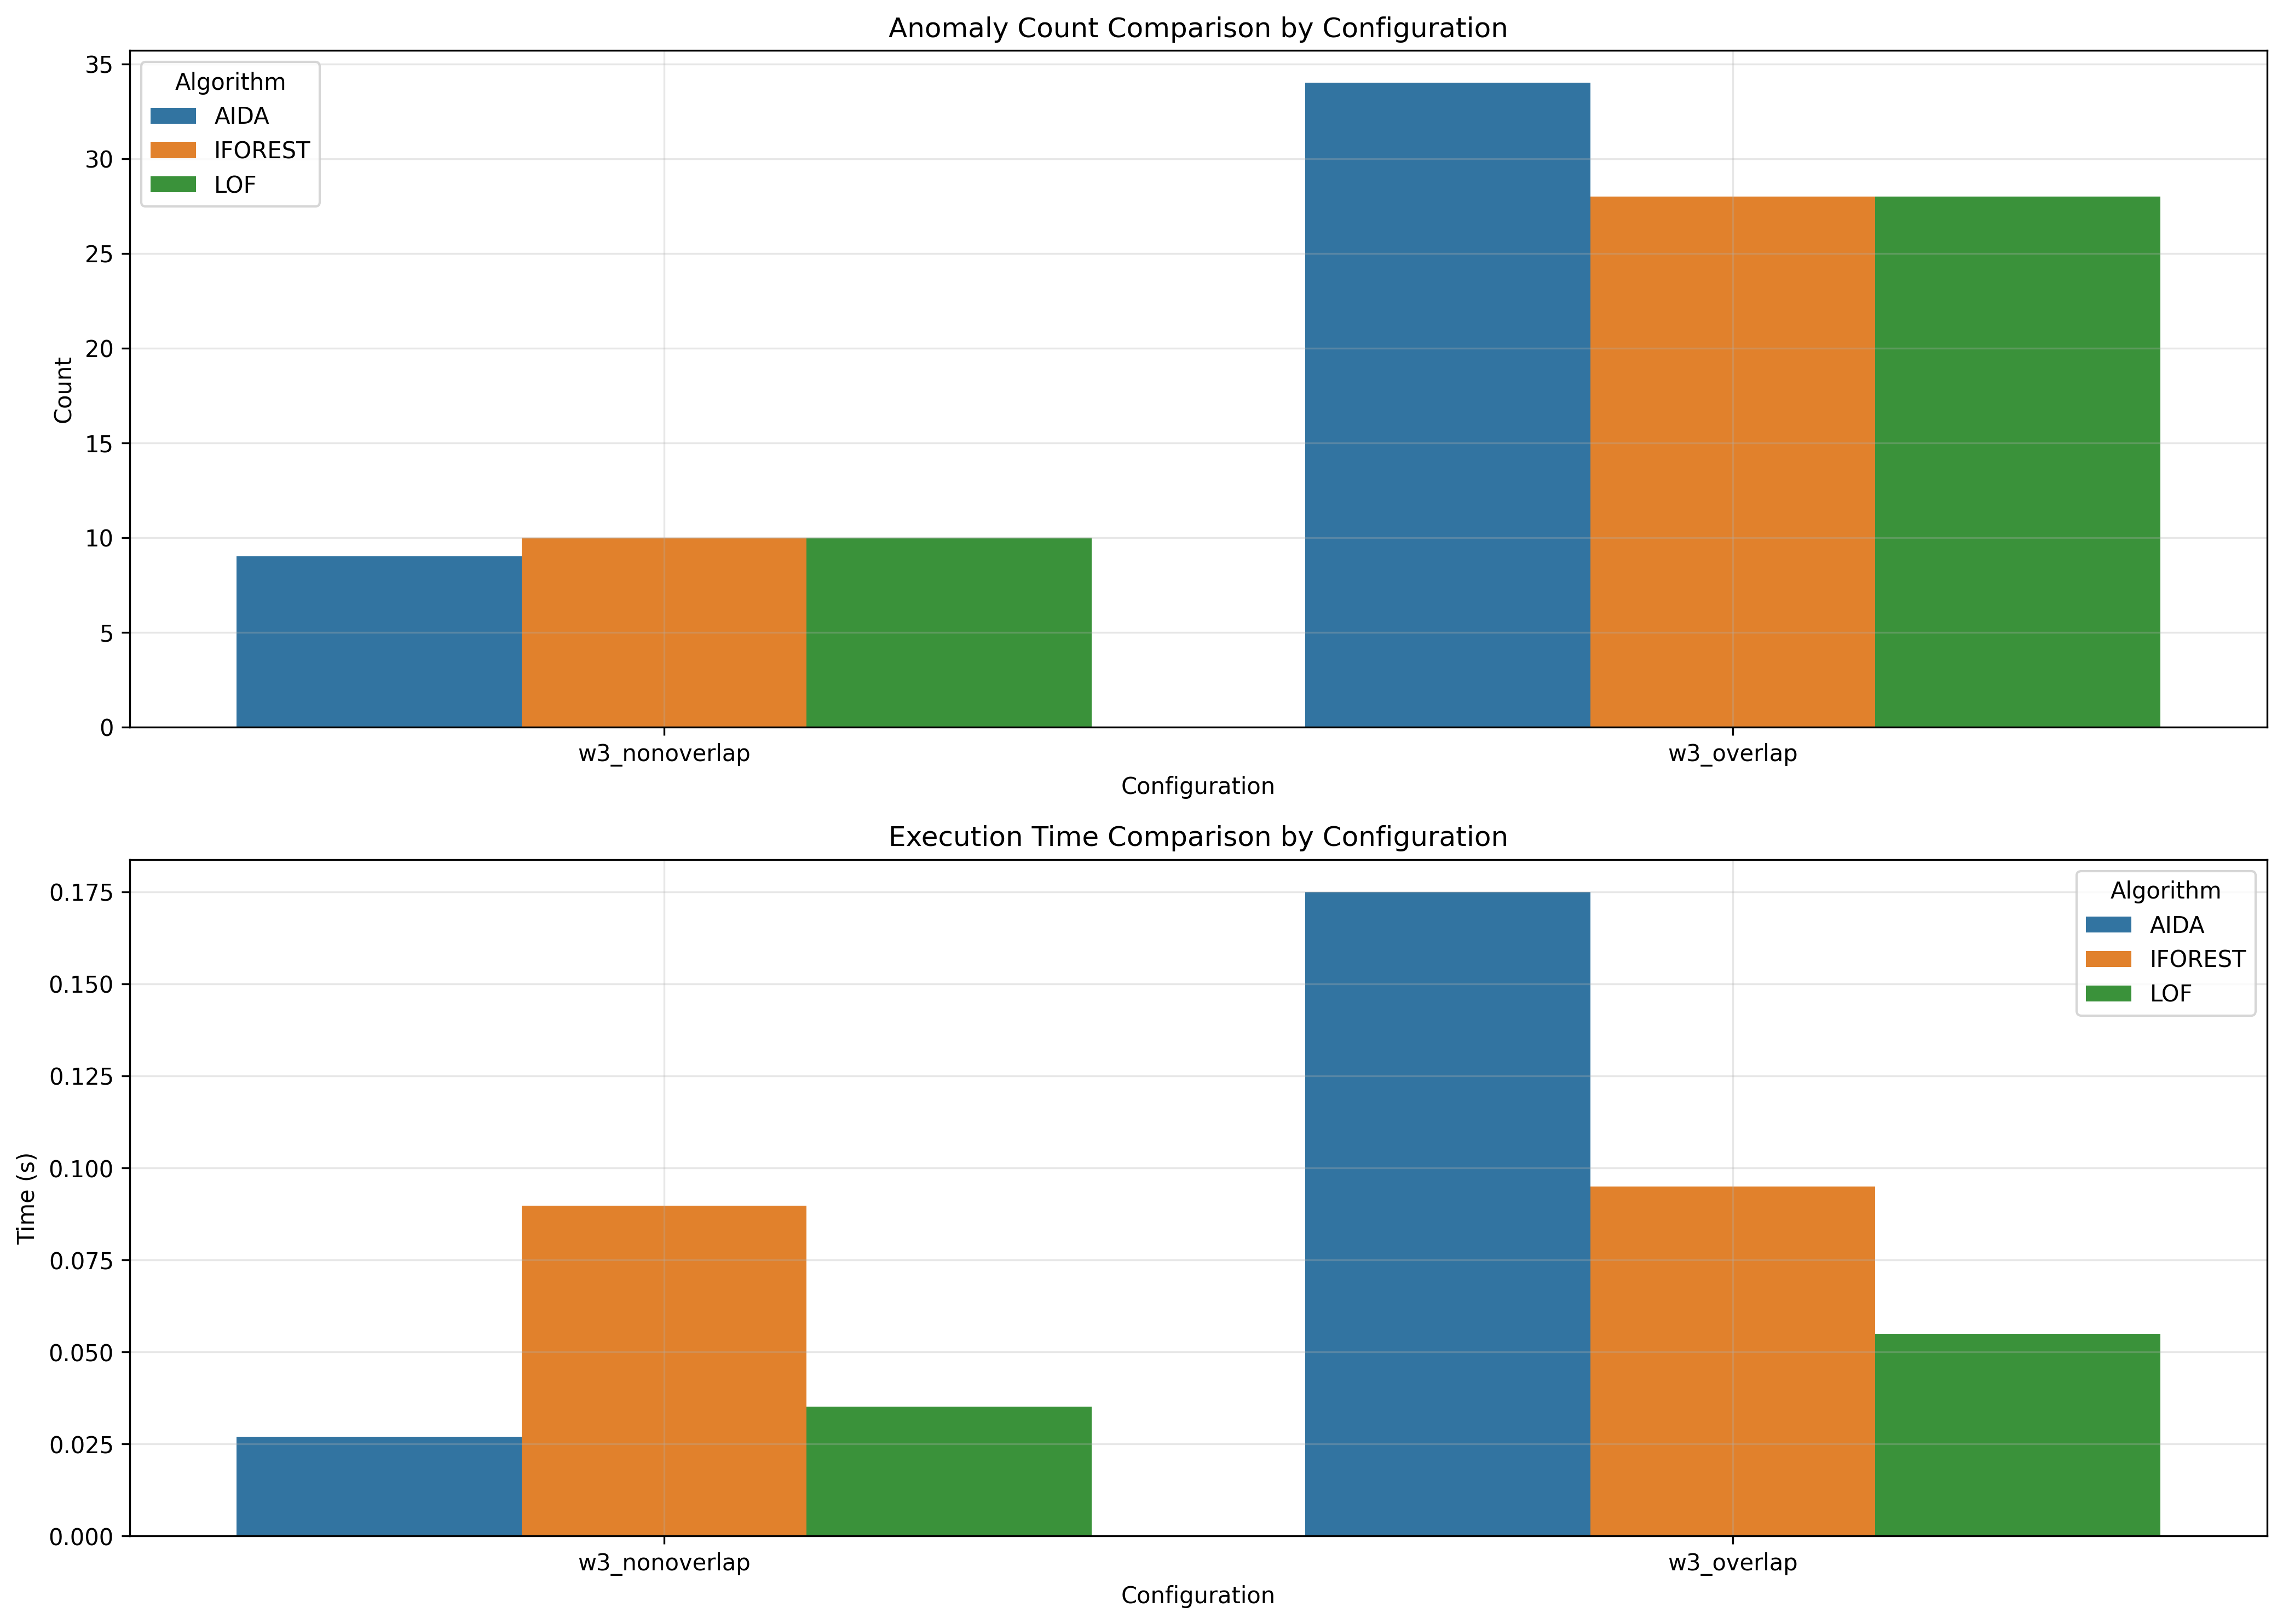 Anomaly Count Comparison by Configuration
Algorithm
AIDA
IFOREST
LOF
35
30
25
20
15
10
5
0
Count
w3_nonoverlap
w3_overlap
Configuration
Execution Time Comparison by Configuration
Algorithm
AIDA
IFOREST
LOF
0.175
0.150
0.125
0.100
0.075
0.050
0.025
0.000
Time (s)
w3_nonoverlap
w3_overlap
Configuration